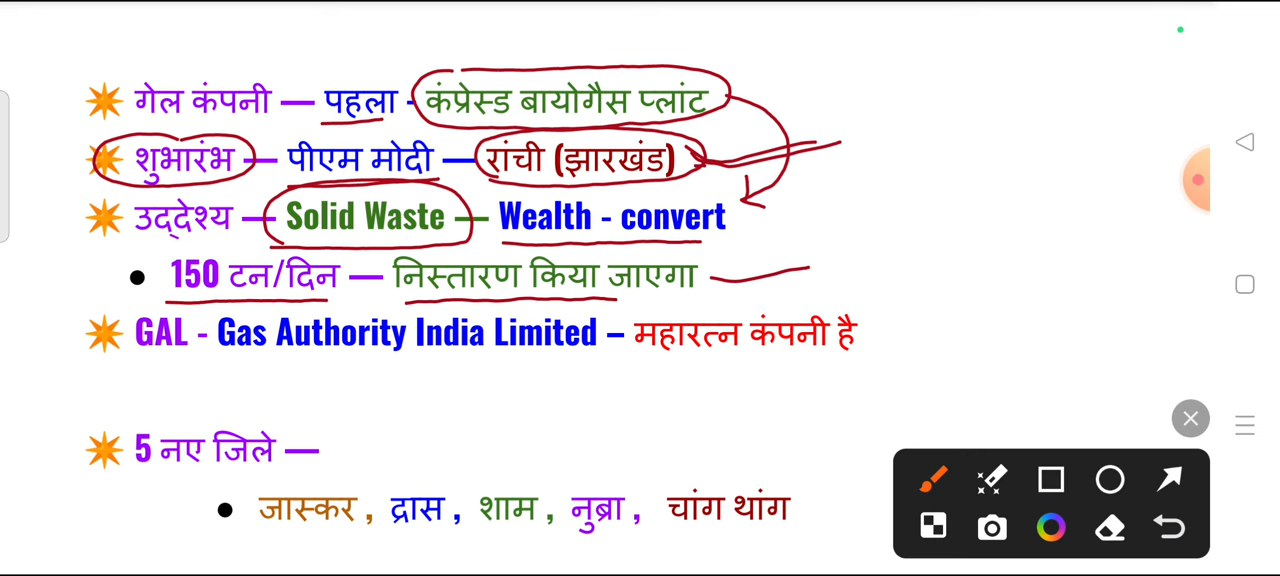 गेल कंपनी — पहला - कंप्रेस्ड बायोगैस प्लांट
शुभारंभ — पीएम मोदी — रांची (झारखंड)
उद्देश्य — Solid Waste — Wealth - convert
150 टन/दिन — निस्तारण किया जाएगा
GAL - Gas Authority India Limited – महारत्न कंपनी है
5 नए जिले —
जास्कर , द्रास , शाम , नुब्रा , चांग थांग